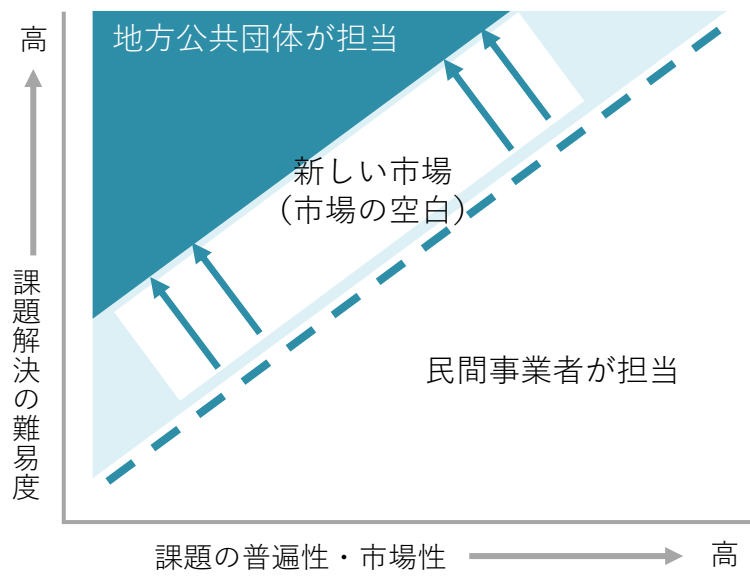 高
地方公共団体が担当
新しい市場
(市場の空白)
課題解決の難易度
民間事業者が担当
課題の普遍性・市場性
高